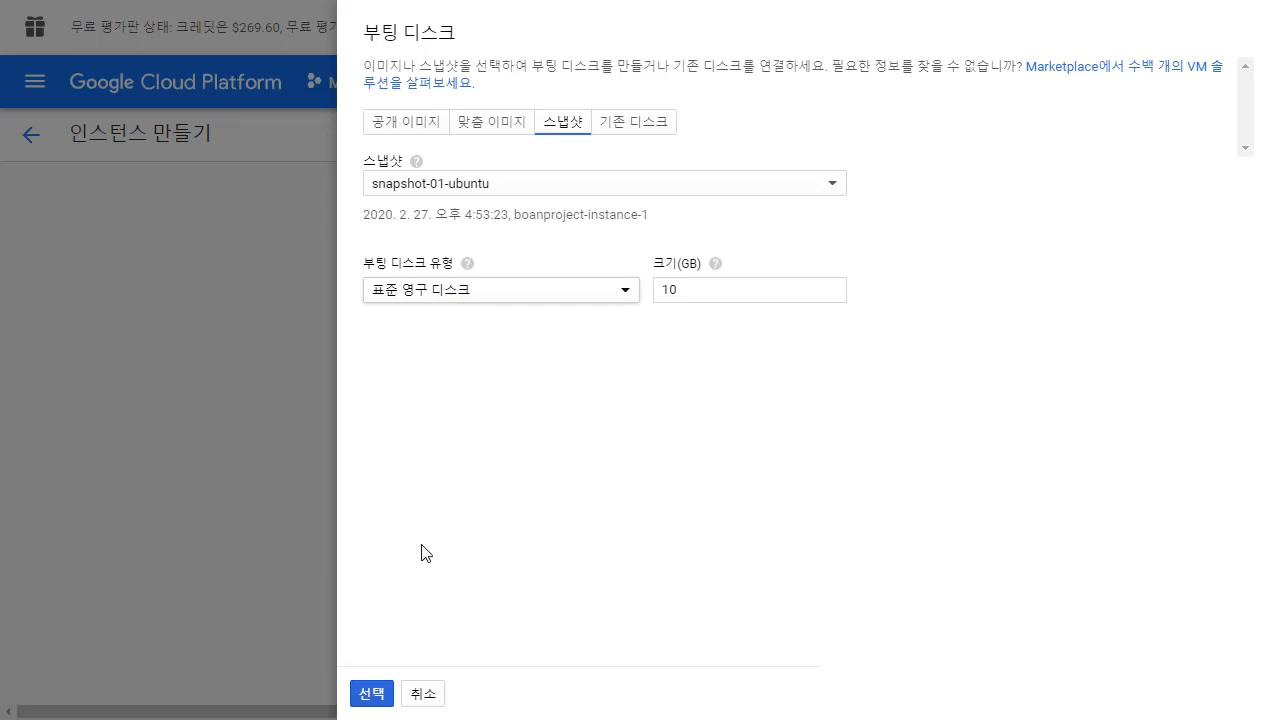 무료 평가판 상태: 크레딧은 $269.60, 무료 평가
부팅 디스크
이미지나 스냅샷을 선택하여 부팅 디스크를 만들거나 기존 디스크를 연결하세요. 필요한 정보를 찾을 수 없습니까? Marketplace에서 수백 개의 VM 솔
루션을 살펴보세요.
Google Cloud Platform
M
인스턴스 만들기
공개 이미지
맞춤 이미지
스냅샷
기존 디스크
스냅샷 ?
snapshot-01-ubuntu
2020. 2. 27. 오후 4:53:23, boanproject-instance-1
부팅 디스크 유형 ?
크기(GB) ?
표준 영구 디스크
10
선택
취소